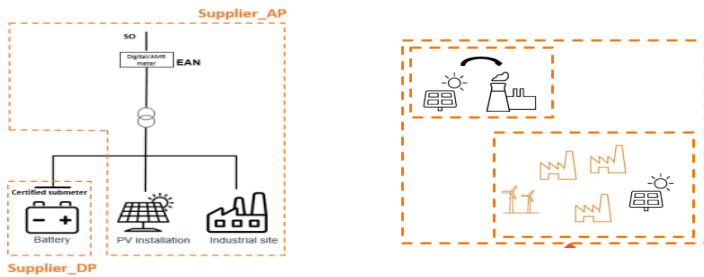 Supplier_AP
SO
Digital/AMR
meter
EAN
Certified submeter
Battery
PV installation
Industrial site
Supplier_DP